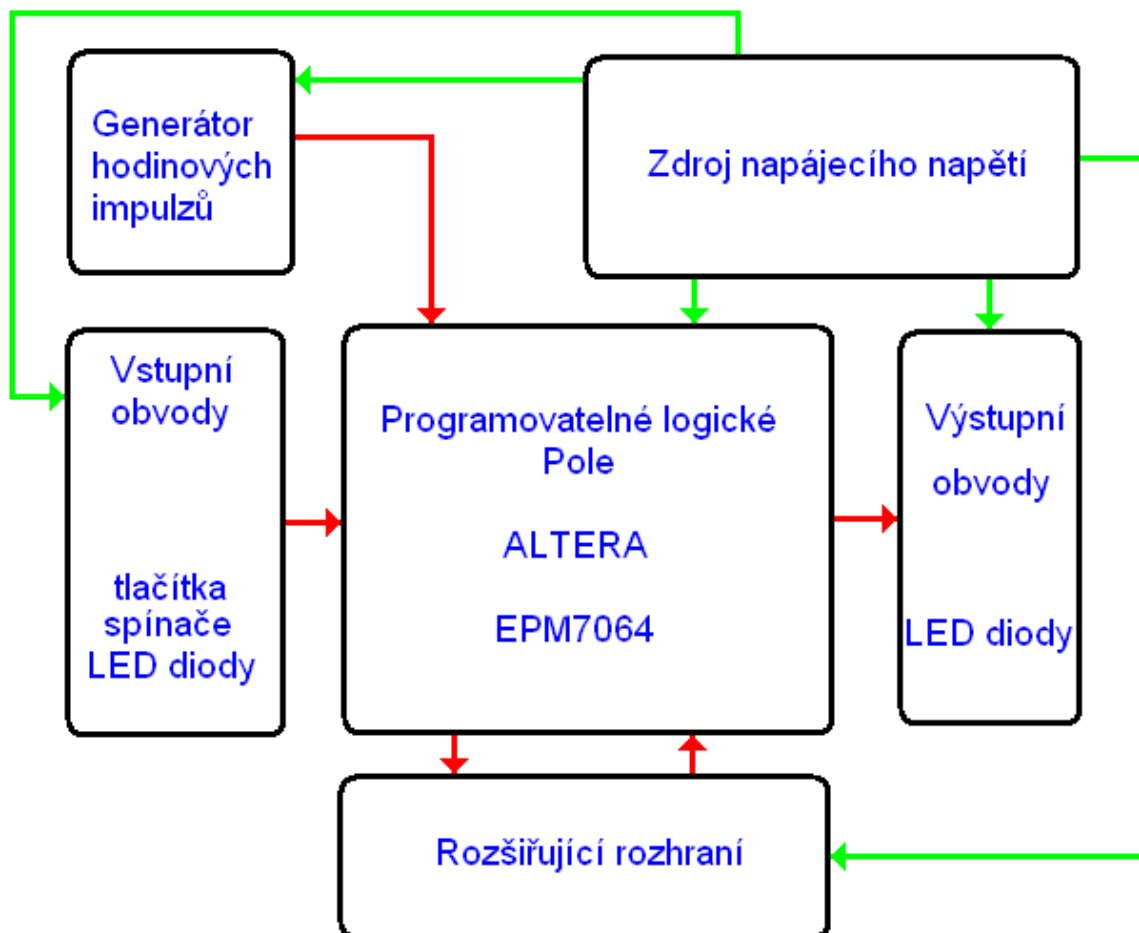 Generátor
hodinových
impulzů
Zdroj napájecího napětí
Vstupní
obvody
tlačítka
spínače
LED diody
Programovatelné logické
Pole
ALTERA
EPM7064
Výstupní
obvody
LED diody
Rozšiřující rozhraní